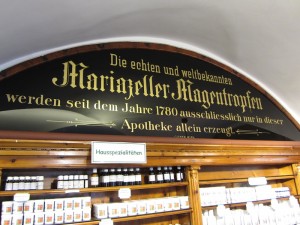 Die echten und weltbekannten
Mariazeller Magentropfen
werden seit dem Jahre 1780 ausschliesslich nur in dieser
Apotheke allein erzeugt.
Hausspezialitäten